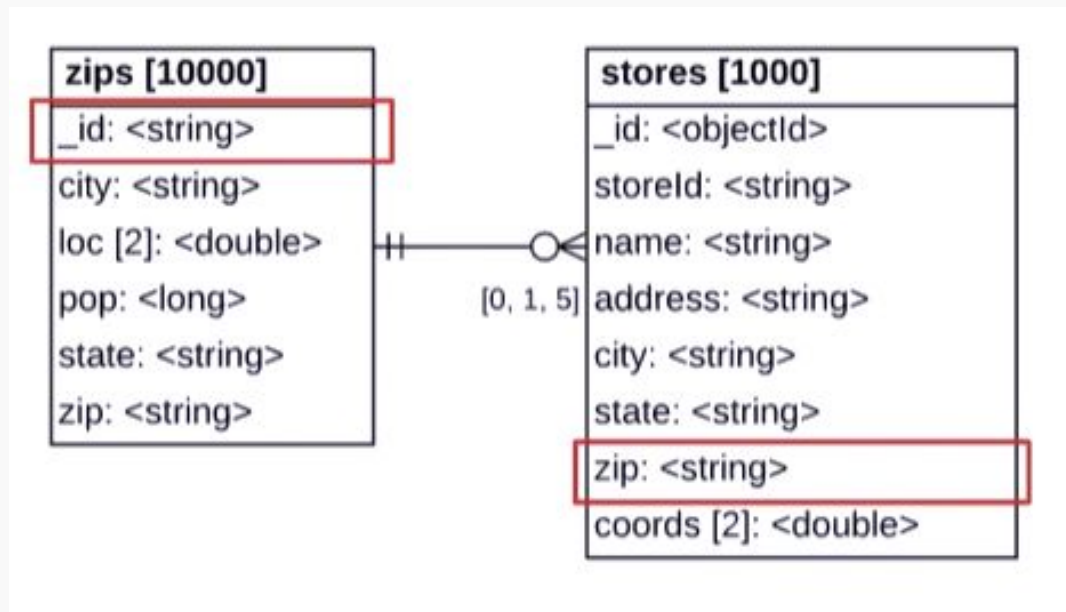 zips [10000]
_id: <string>
city: <string>
loc [2]: <double>
pop: <long>
state: <string>
zip: <string>
[0, 1, 5]
stores [1000]
_id: <objectId>
storeId: <string>
name: <string>
address: <string>
city: <string>
state: <string>
zip: <string>
coords [2]: <double>